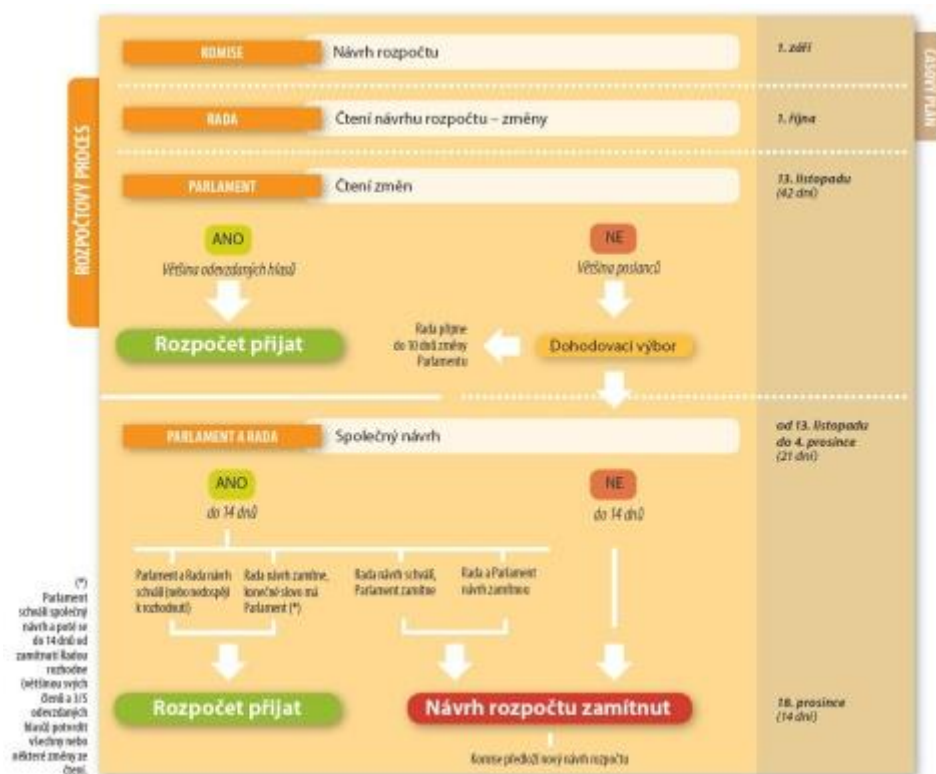 KOMISE
Návrh rozpočtu
1. září
ČASOVÝ PLÁN
ROZPOČTOVÝ PROCES
RADA
Čtení návrhu rozpočtu – změny
1. října
PARLAMENT
Čtení změn
13. listopadu
(42 dní)
ANO
Většina odevzdaných hlasů
NE
Většina poslanců
Rozpočet přijat
Rada přijme
do 10 dnů změny
Parlamentu
Dohodovací výbor
PARLAMENT A RADA
Společný návrh
od 13. listopadu
do 4. prosince
(21 dní)
ANO
do 14 dnů
NE
do 14 dnů
Parlament a Rada návrh
schválí (nebo nedospějí
k rozhodnutí)
Rada návrh zamítne,
konečné slovo má
Parlament (*)
Rada návrh schválí,
Parlament zamítne
Rada a Parlament
návrh zamítnou
(*)
Parlament
schválí společný
návrh a poté se
do 14 dnů od
zamítnutí Radou
rozhodne
(většinou svých
členů a 3/5
odevzdaných
hlasů) potvrdit
všechny nebo
některé změny ze
čtení.
Rozpočet přijat
Návrh rozpočtu zamítnut
18. prosince
(14 dní)
Komise předloží nový návrh rozpočtu